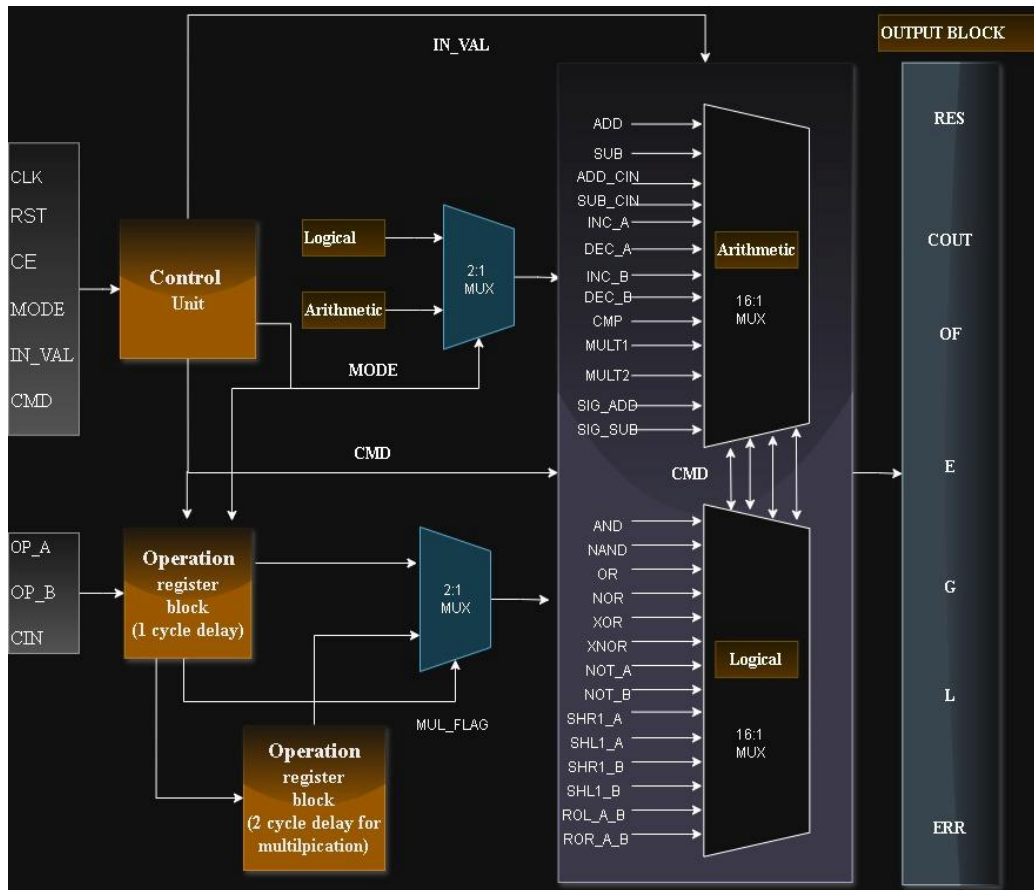 IN_VAL
OUTPUT BLOCK
CLK
RST
CE
MODE
IN_VAL
CMD
Control
Unit
Logical
Arithmetic
2:1
MUX
MODE
CMD
ADD
SUB
ADD_CIN
SUB_CIN
INC_A
DEC_A
INC_B
DEC_B
CMP
MULT1
MULT2
SIG_ADD
SIG_SUB
Arithmetic
16:1
MUX
CMD
OP_A
OP_B
CIN
Operation
register
block
(1 cycle delay)
2:1
MUX
MUL_FLAG
Operation
register
block
(2 cycle delay for
multilpication)
AND
NAND
OR
NOR
XOR
XNOR
NOT_A
NOT_B
SHR1_A
SHL1_A
SHR1_B
SHL1_B
ROL_A_B
ROR_A_B
Logical
16:1
MUX
RES
COUT
OF
E
G
L
ERR